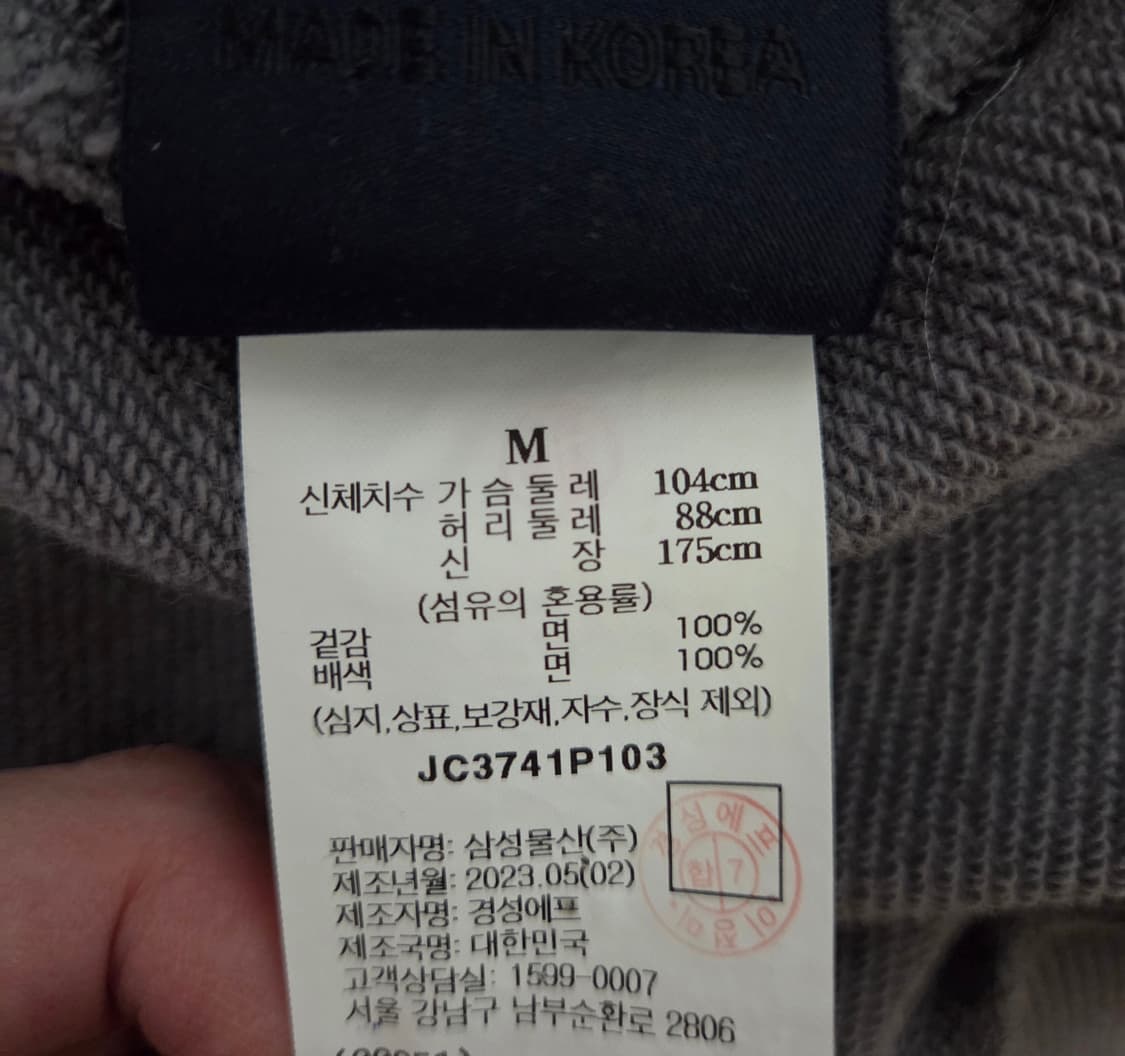 MADE IN KOREA
M
신체치수 가슴둘레 104cm
허리둘레 88cm
신장 175cm
(섬유의 혼용률)
겉감 면 100%
배색 면 100%
(심지,상표,보강재,자수,장식 제외)
JC3741P103
판매자명: 삼성물산(주)
제조년월: 2023.05(02)
제조자명: 경성에프
제조국명: 대한민국
고객상담실: 1599-0007
서울 강남구 남부순환로 2806
합 7